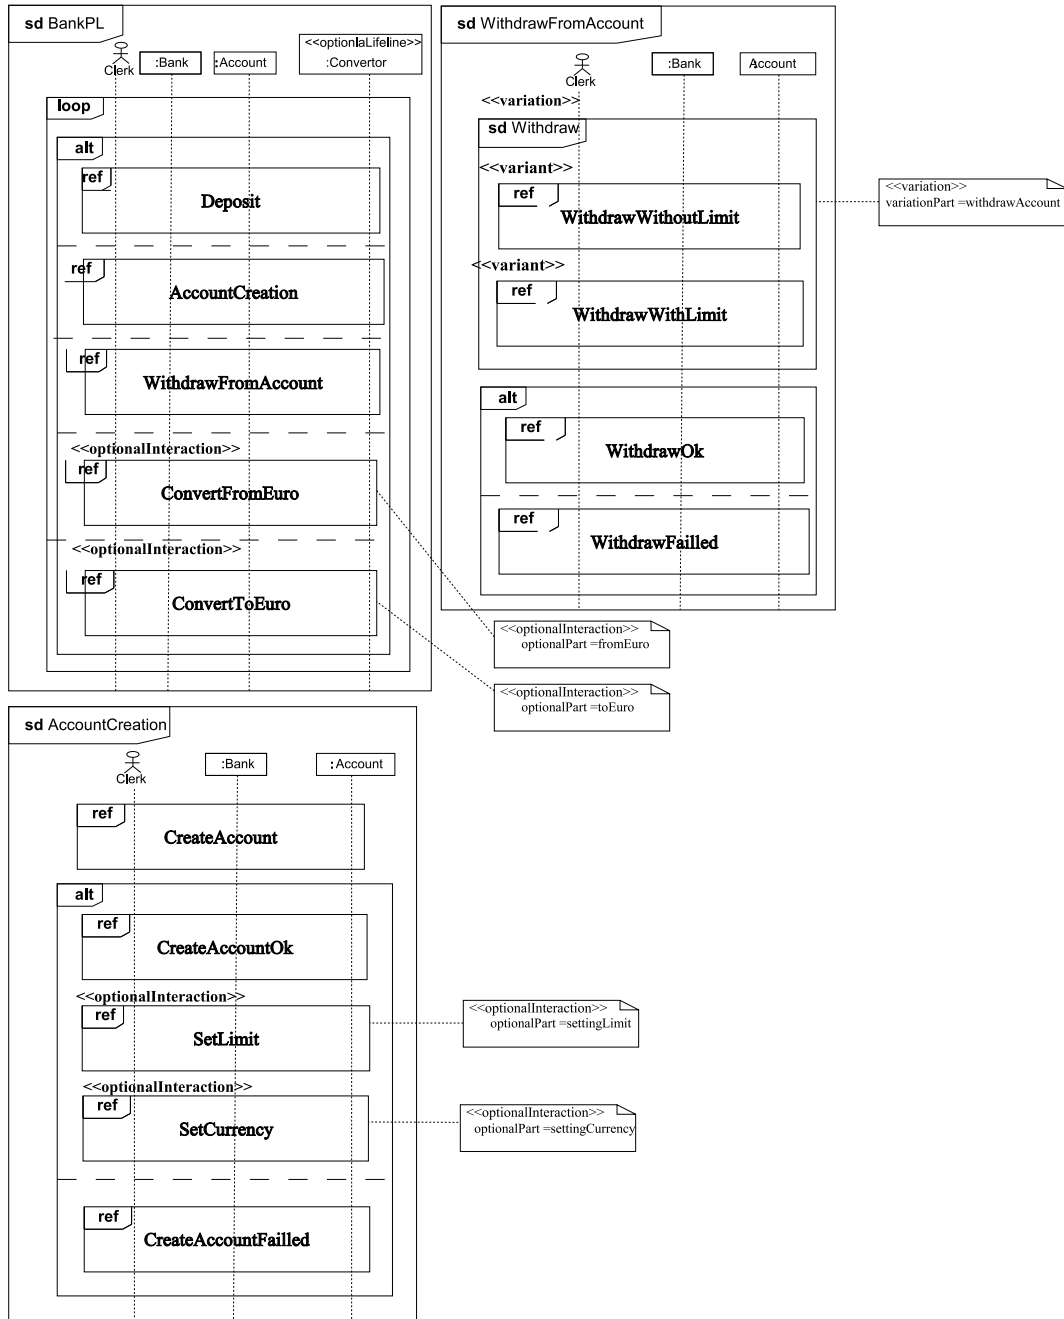 sd BankPL
<<optionlaLifeline>>
Clerk
:Bank
:Account
:Convertor
loop
alt
ref
Deposit
ref
AccountCreation
ref
WithdrawFromAccount
<<optionalInteraction>>
ref
ConvertFromEuro
<<optionalInteraction>>
ref
ConvertToEuro
sd WithdrawFromAccount
Clerk
:Bank
Account
<<variation>>
sd Withdraw
<<variant>>
ref
WithdrawWithoutLimit
<<variant>>
ref
WithdrawWithLimit
<<variation>>
variationPart =withdrawAccount
alt
ref
WithdrawOk
ref
WithdrawFailled
<<optionalInteraction>>
optionalPart =fromEuro
<<optionalInteraction>>
optionalPart =toEuro
sd AccountCreation
Clerk
:Bank
:Account
ref
CreateAccount
alt
ref
CreateAccountOk
<<optionalInteraction>>
ref
SetLimit
<<optionalInteraction>>
optionalPart =settingLimit
<<optionalInteraction>>
ref
SetCurrency
<<optionalInteraction>>
optionalPart =settingCurrency
ref
CreateAccountFailled